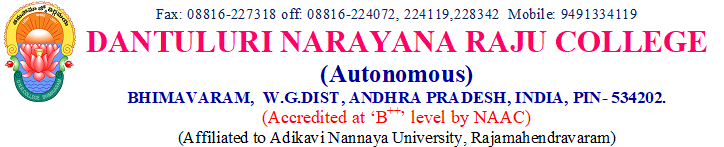 Fax: 08816-227318 off: 08816-224072, 224119,228342 Mobile: 9491334119
DANTULURI NARAYANA RAJU COLLEGE
(Autonomous)
BHIMAVARAM, W.G.DIST, ANDHRA PRADESH, INDIA, PIN- 534202.
(Accredited at ‘B++’ level by NAAC)
(Affiliated to Adikavi Nannaya University, Rajamahendravaram)